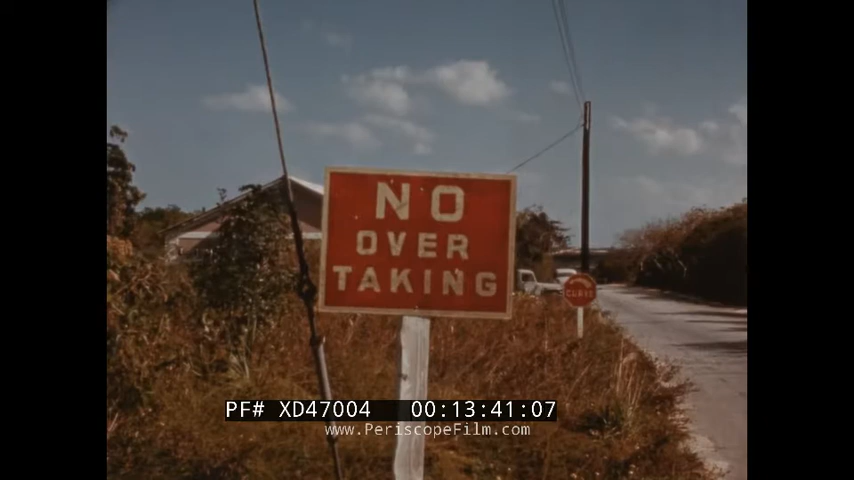 NO
OVER
TAKING
PF# XD47004 00:13:41:07
www.PeriscopeFilm.com